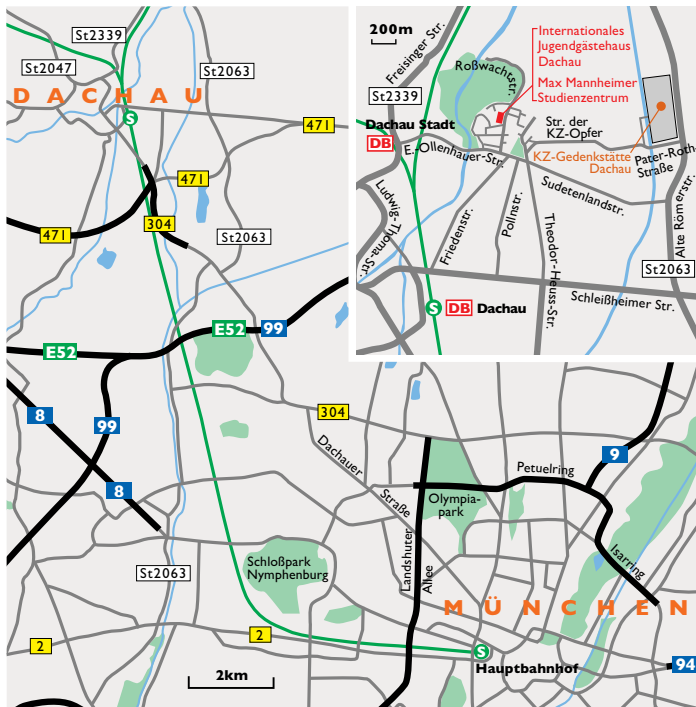 St2339
St2047
St2063
DACHAU
S
471
471
471
304
St2063
E52
99
E52
8
99
8
304
Dachauer
Straße
Landshuter
Allee
Olympia-
park
Petuelring
9
Isarring
Schloßpark
Nymphenburg
St2063
MÜNCHEN
2
2
S
Hauptbahnhof
94
2km
200m
Freisinger Str.
St2339
Roßwachtstr.
Internationales
Jugendgästehaus
Dachau
Max Mannheimer
Studienzentrum
Dachau Stadt
DB
E.-Ollenhauer-Str.
Str. der
KZ-Opfer
KZ-Gedenkstätte
Dachau
Pater-Roth-
Straße
Sudetenlandstr.
Alte Römerstr.
Ludwig-
Thoma-Str.
Friedenstr.
Pollnstr.
Theodor-Heuss-Str.
St2063
Schleißheimer Str.
S
DB
Dachau